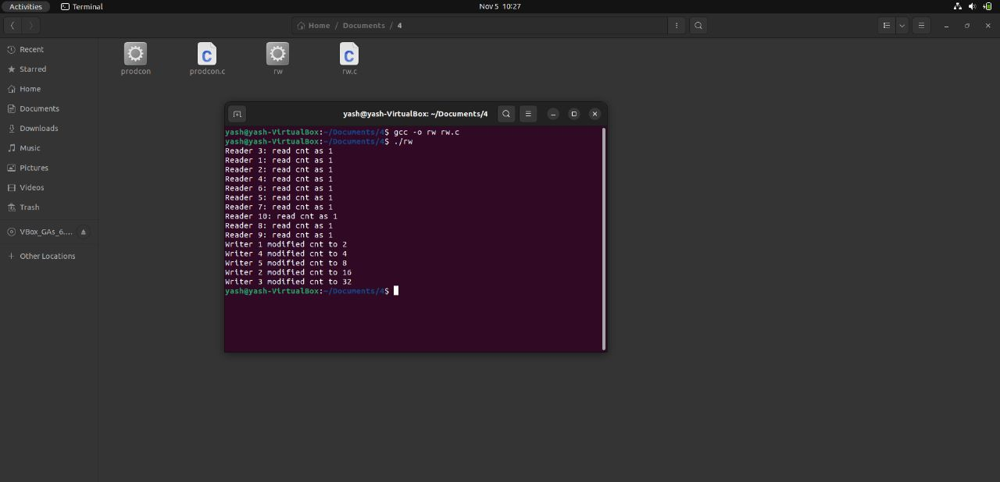 Activities Terminal Nov 5 10:27
Home / Documents / 4
Recent
Starred
Home
Documents
Downloads
Music
Pictures
Videos
Trash
VBox_GAs_6....
Other Locations
C C
prodcon prodcon.c rw rw.c
yash@yash-VirtualBox: ~/Documents/4
yash@yash-VirtualBox:~/Documents/4$ gcc -o rw rw.c
yash@yash-VirtualBox:~/Documents/4$ ./rw
Reader 3: read cnt as 1
Reader 1: read cnt as 1
Reader 2: read cnt as 1
Reader 4: read cnt as 1
Reader 6: read cnt as 1
Reader 5: read cnt as 1
Reader 7: read cnt as 1
Reader 10: read cnt as 1
Reader 8: read cnt as 1
Reader 9: read cnt as 1
Writer 1 modified cnt to 2
Writer 4 modified cnt to 4
Writer 5 modified cnt to 8
Writer 2 modified cnt to 16
Writer 3 modified cnt to 32
yash@yash-VirtualBox:~/Documents/4$